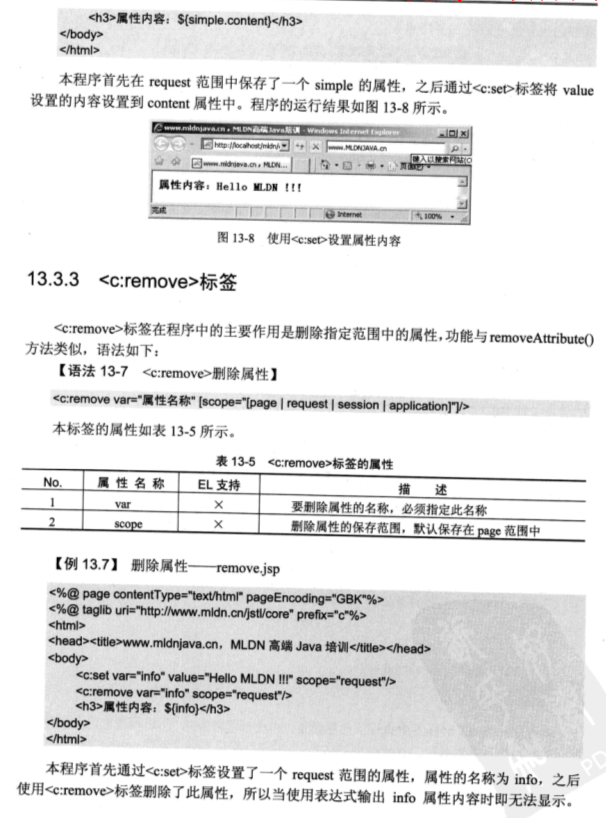 <h3>属性内容：${simple.content}</h3>
</body>
</html>
本程序首先在 request 范围中保存了一个 simple 的属性，之后通过<c:set>标签将 value
设置的内容设置到 content 属性中。程序的运行结果如图 13-8 所示。
www.mldnjava.cn，MLDN高端Java培训 - Windows Internet Explorer
http://localhost/mldn/
www.MLDNJAVA.cn
www.mldnjava.cn，MLDN...
属性内容：Hello MLDN !!!
完成
Internet
100%
图 13-8 使用<c:set>设置属性内容
13.3.3 <c:remove>标签
<c:remove>标签在程序中的主要作用是删除指定范围中的属性，功能与removeAttribute()
方法类似，语法如下：
【语法 13-7 <c:remove>删除属性】
<c:remove var="属性名称" [scope="[page | request | session | application]"]/>
本标签的属性如表 13-5 所示。
表 13-5 <c:remove>标签的属性
No. 属性名称 EL 支持 描述
1 var × 要删除属性的名称，必须指定此名称
2 scope × 删除属性的保存范围，默认保存在 page 范围中
【例 13.7】 删除属性——remove.jsp
<%@ page contentType="text/html" pageEncoding="GBK"%>
<%@ taglib uri="http://www.mldn.cn/jstl/core" prefix="c"%>
<html>
<head><title>www.mldnjava.cn，MLDN 高端 Java 培训</title></head>
<body>
<c:set var="info" value="Hello MLDN !!!" scope="request"/>
<c:remove var="info" scope="request"/>
<h3>属性内容：${info}</h3>
</body>
</html>
本程序首先通过<c:set>标签设置了一个 request 范围的属性，属性的名称为 info，之后
使用<c:remove>标签删除了此属性，所以当使用表达式输出 info 属性内容时即无法显示。